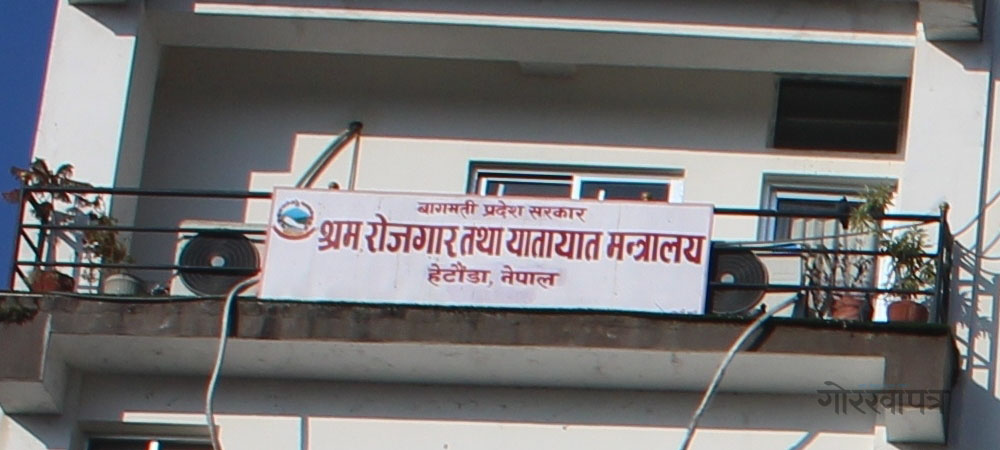 बागमती प्रदेश सरकार
श्रम, रोजगार तथा यातायात मन्त्रालय
हेटौंडा, नेपाल
गोरखापत्र